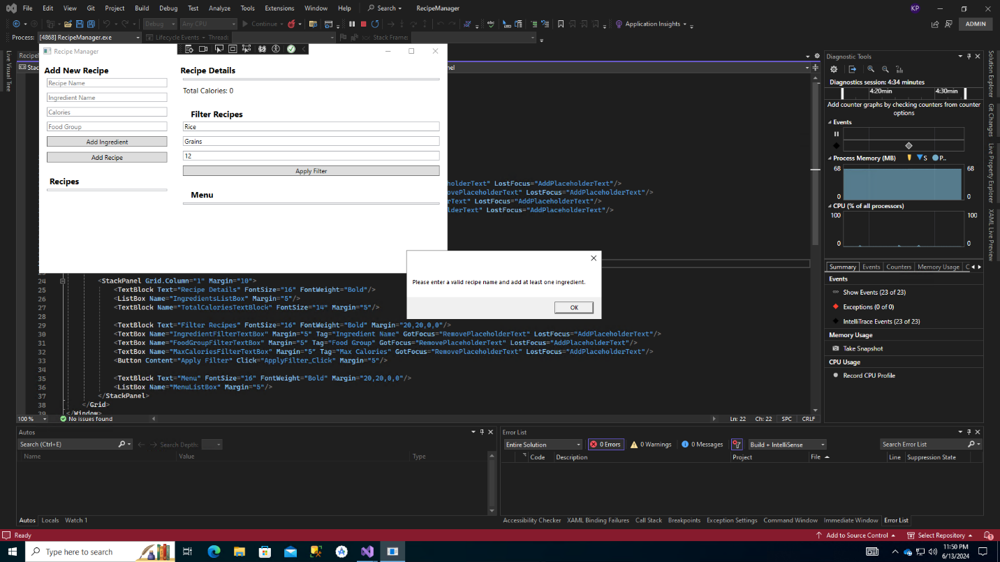 File Edit View Git Project Build Debug Test Analyze Tools Extensions Window Help Search RecipeManager KP
Debug Any CPU Continue Application Insights ADMIN
Process: [4868] RecipeManager.exe Lifecycle Events Thread: Stack Frame:
Live Visual Tree
Recipe Manager
Add New Recipe
Recipe Name
Ingredient Name
Calories
Food Group
Add Ingredient
Add Recipe
Recipes
Recipe Details
Total Calories: 0
Filter Recipes
Rice
Grains
12
Apply Filter
Menu
Please enter a valid recipe name and add at least one ingredient.
OK
holderText" LostFocus="AddPlaceholderText"/>
ovePlaceholderText" LostFocus="AddPlaceholderText"/>
rText" LostFocus="AddPlaceholderText"/>
lderText" LostFocus="AddPlaceholderText"/>
24 <StackPanel Grid.Column="1" Margin="10">
25 <TextBlock Text="Recipe Details" FontSize="16" FontWeight="Bold"/>
26 <ListBox Name="IngredientsListBox" Margin="5"/>
27 <TextBlock Name="TotalCaloriesTextBlock" FontSize="14" Margin="5"/>
28
29 <TextBlock Text="Filter Recipes" FontSize="16" FontWeight="Bold" Margin="20,20,0,0"/>
30 <TextBox Name="IngredientFilterTextBox" Margin="5" Tag="Ingredient Name" GotFocus="RemovePlaceholderText" LostFocus="AddPlaceholderText"/>
31 <TextBox Name="FoodGroupFilterTextBox" Margin="5" Tag="Food Group" GotFocus="RemovePlaceholderText" LostFocus="AddPlaceholderText"/>
32 <TextBox Name="MaxCaloriesFilterTextBox" Margin="5" Tag="Max Calories" GotFocus="RemovePlaceholderText" LostFocus="AddPlaceholderText"/>
33 <Button Content="Apply Filter" Click="ApplyFilter_Click" Margin="5"/>
34
35 <TextBlock Text="Menu" FontSize="16" FontWeight="Bold" Margin="20,20,0,0"/>
36 <ListBox Name="MenuListBox" Margin="5"/>
37 </StackPanel>
38 </Grid>
39 </Window>
100 % No issues found Ln: 22 Ch: 22 SPC CRLF
Diagnostic Tools
Diagnostics session: 4:34 minutes
4:20min 4:30min
Add counter graphs by checking counters from counter
options
Events
Process Memory (MB) S P..
68 68
0 0
CPU (% of all processors)
100 100
0 0
Summary Events Counters Memory Usage C
Events
Show Events (23 of 23)
Exceptions (0 of 0)
IntelliTrace Events (23 of 23)
Memory Usage
Take Snapshot
CPU Usage
Record CPU Profile
Solution Explorer
Git Changes
Live Property Explorer
XAML Live Preview
Autos
Search (Ctrl+E) Search Depth:
Name Value Type
Autos Locals Watch 1
Error List
Entire Solution 0 Errors 0 Warnings 0 Messages Build + IntelliSense Search Error List
Code Description Project File Line Suppression State
Accessibility Checker XAML Binding Failures Call Stack Breakpoints Exception Settings Command Window Immediate Window Error List
Ready Add to Source Control Select Repository 1
Type here to search
11:50 PM
6/13/2024